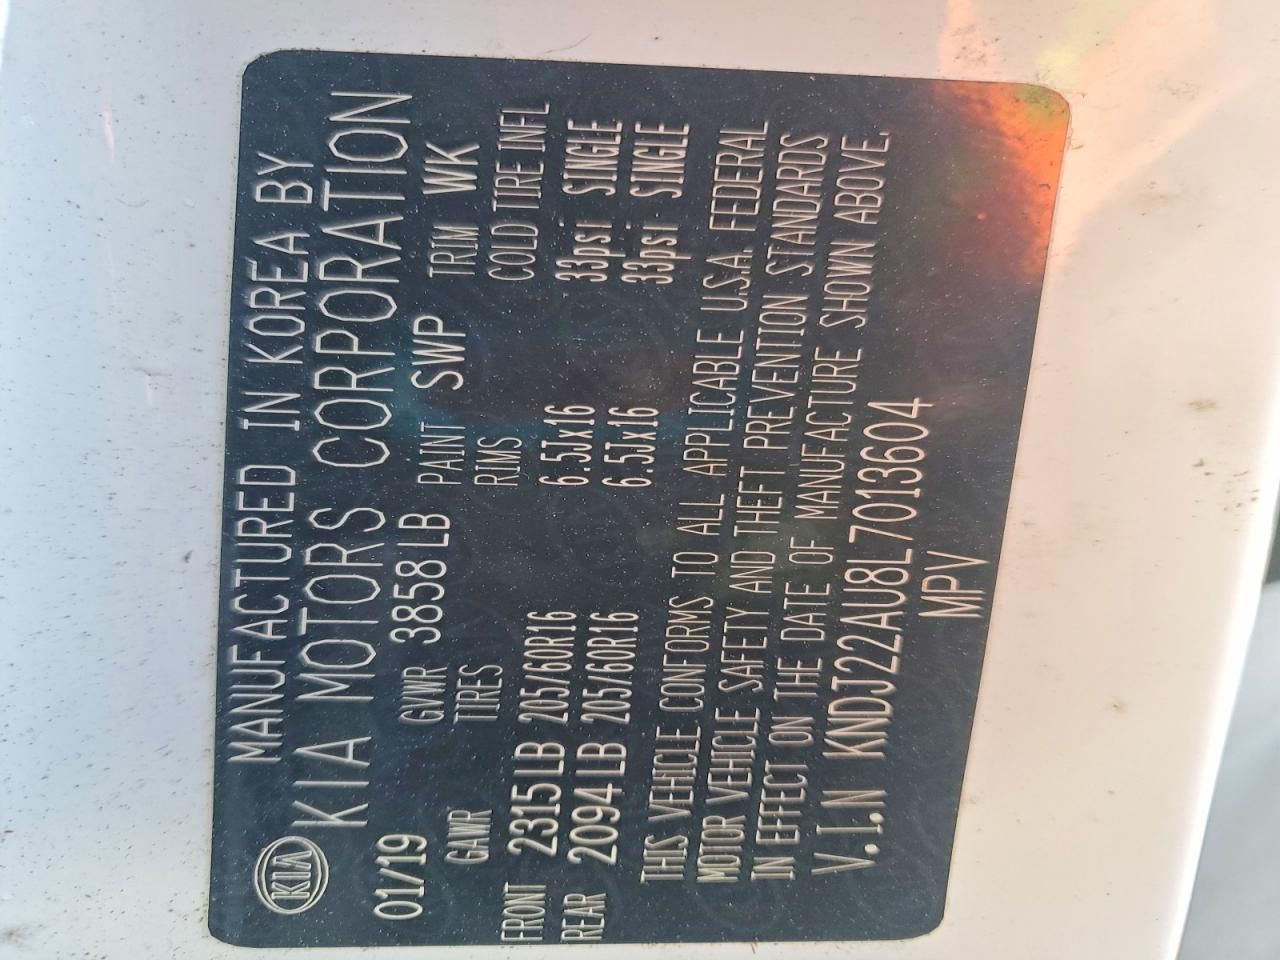 MANUFACTURED IN KOREA BY
KIA KIA MOTORS CORPORATION
01/19 GVWR 3858LB PAINT SWP TRIM WK
GAWR TIRES RIMS COLD TIRE INFL
FRONT 2315LB 205/60R16 6.5Jx16 33psi SINGLE
REAR 2094LB 205/60R16 6.5Jx16 33psi SINGLE
THIS VEHICLE CONFORMS TO ALL APPLICABLE U.S.A. FEDERAL
MOTOR VEHICLE SAFETY AND THEFT PREVENTION STANDARDS
IN EFFECT ON THE DATE OF MANUFACTURE SHOWN ABOVE.
V.I.N KNDJ22AU8L7013604
MPV